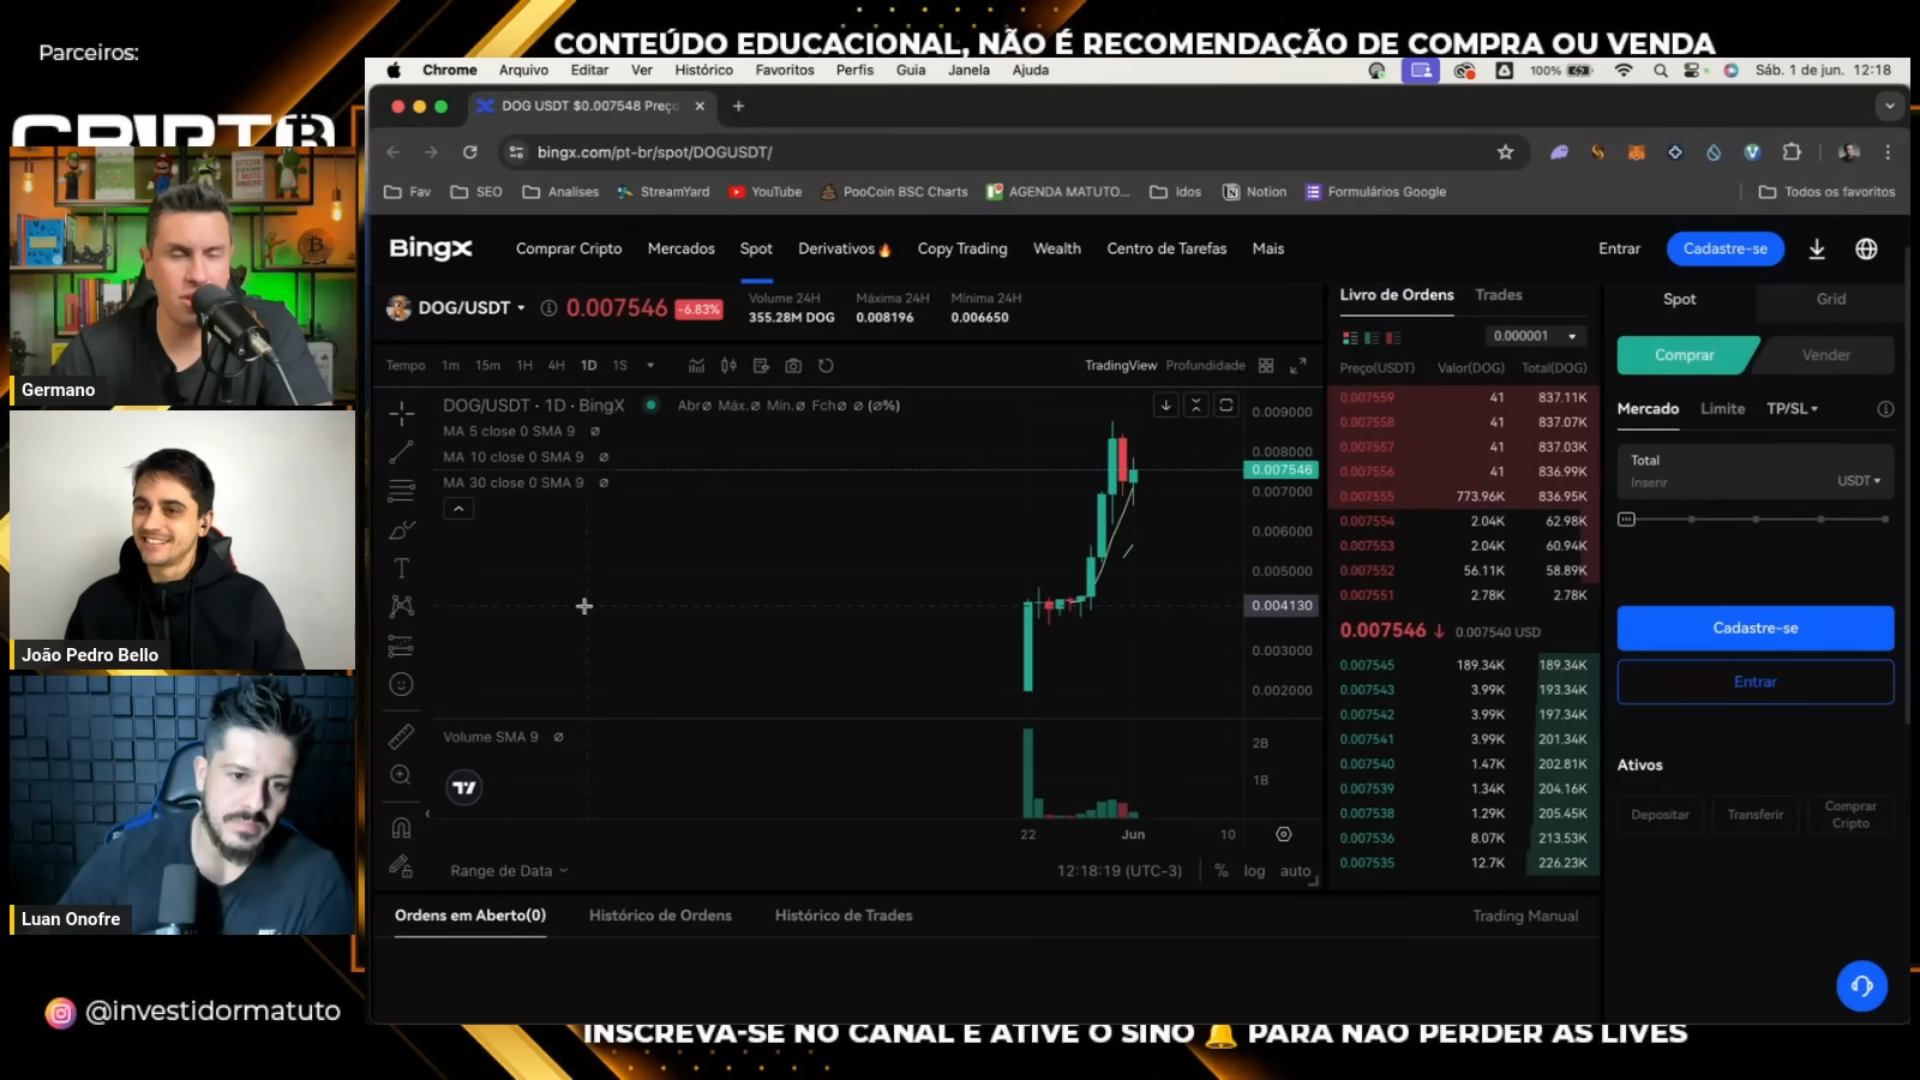 Parceiros:
CONTEÚDO EDUCACIONAL, NÃO É RECOMENDAÇÃO DE COMPRA OU VENDA
Chrome Arquivo Editar Ver Histórico Favoritos Perfis Guia Janela Ajuda 100% Sáb. 1 de jun. 12:18
DOG USDT $0.007548 Preço
bingx.com/pt-br/spot/DOGUSDT/
Fav SEO Analises StreamYard YouTube PooCoin BSC Charts AGENDA MATUTO... Idos Notion Formulários Google Todos os favoritos
BingX Comprar Cripto Mercados Spot Derivativos Copy Trading Wealth Centro de Tarefas Mais Entrar Cadastre-se
DOG/USDT 0.007546 -6.83%
Volume 24H Máxima 24H Mínima 24H
355.28M DOG 0.008196 0.006650
Tempo 1m 15m 1H 4H 1D 1S TradingView Profundidade
DOG/USDT · 1D · BingX Abr∅ Máx.∅ Mín.∅ Fch∅ ∅ (∅%)
MA 5 close 0 SMA 9 ∅
MA 10 close 0 SMA 9 ∅
MA 30 close 0 SMA 9 ∅
0.009000
0.008000
0.007546
0.007000
0.006000
0.005000
0.004130
0.003000
0.002000
Volume SMA 9 ∅
2B
1B
22 Jun 10
Range de Data 12:18:19 (UTC-3) % log auto
Livro de Ordens Trades
0.000001
Preço(USDT) Valor(DOG) Total(DOG)
0.007559 41 837.11K
0.007558 41 837.07K
0.007557 41 837.03K
0.007556 41 836.99K
0.007555 773.96K 836.95K
0.007554 2.04K 62.98K
0.007553 2.04K 60.94K
0.007552 56.11K 58.89K
0.007551 2.78K 2.78K
0.007546 ↓ 0.007540 USD
0.007545 189.34K 189.34K
0.007543 3.99K 193.34K
0.007542 3.99K 197.34K
0.007541 3.99K 201.34K
0.007540 1.47K 202.81K
0.007539 1.34K 204.16K
0.007538 1.29K 205.45K
0.007536 8.07K 213.53K
0.007535 12.7K 226.23K
Spot Grid
Comprar Vender
Mercado Limite TP/SL
Total
Inserir USDT
Cadastre-se
Entrar
Ativos
Depositar Transferir Comprar
Cripto
Ordens em Aberto(0) Histórico de Ordens Histórico de Trades Trading Manual
Germano
João Pedro Bello
Luan Onofre
@investidormatuto
INSCREVA-SE NO CANAL E ATIVE O SINO 🔔 PARA NÃO PERDER AS LIVES